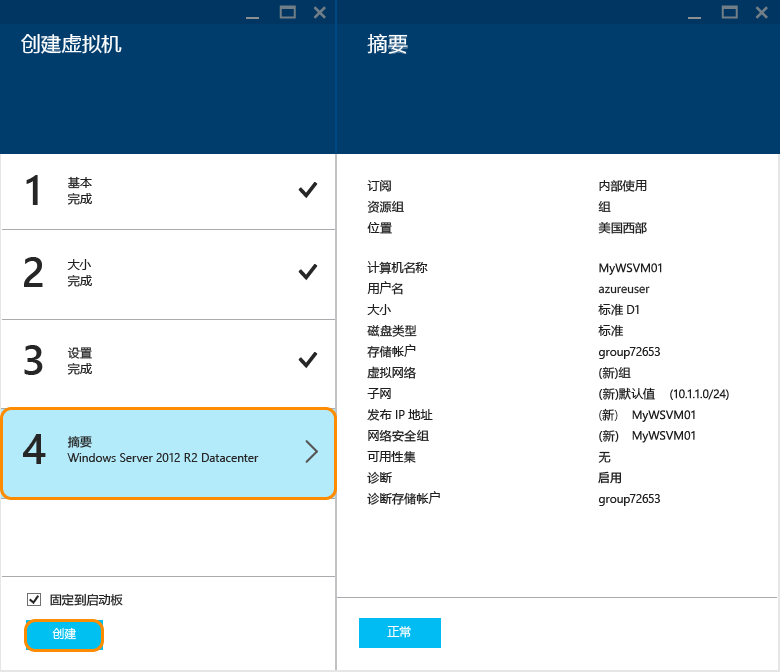 创建虚拟机
1 基本
完成
2 大小
完成
3 设置
完成
4 摘要
Windows Server 2012 R2 Datacenter
固定到启动板
创建
摘要
订阅 内部使用
资源组 组
位置 美国西部
计算机名称 MyWSVM01
用户名 azureuser
大小 标准 D1
磁盘类型 标准
存储帐户 group72653
虚拟网络 (新)组
子网 (新)默认值 (10.1.1.0/24)
发布 IP 地址 (新) MyWSVM01
网络安全组 (新) MyWSVM01
可用性集 无
诊断 启用
诊断存储帐户 group72653
正常